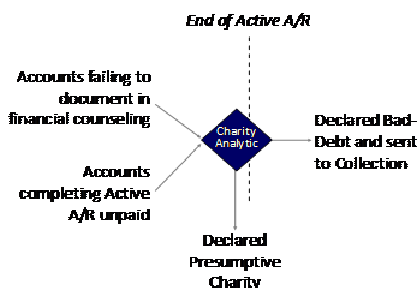 End of Active A/R
Accounts failing to
document in
financial counseling
Charity
Analytic
Declared Bad-
Debt and sent
to Collection
Accounts
completing Active
A/R unpaid
Declared
Presumptive
Charity